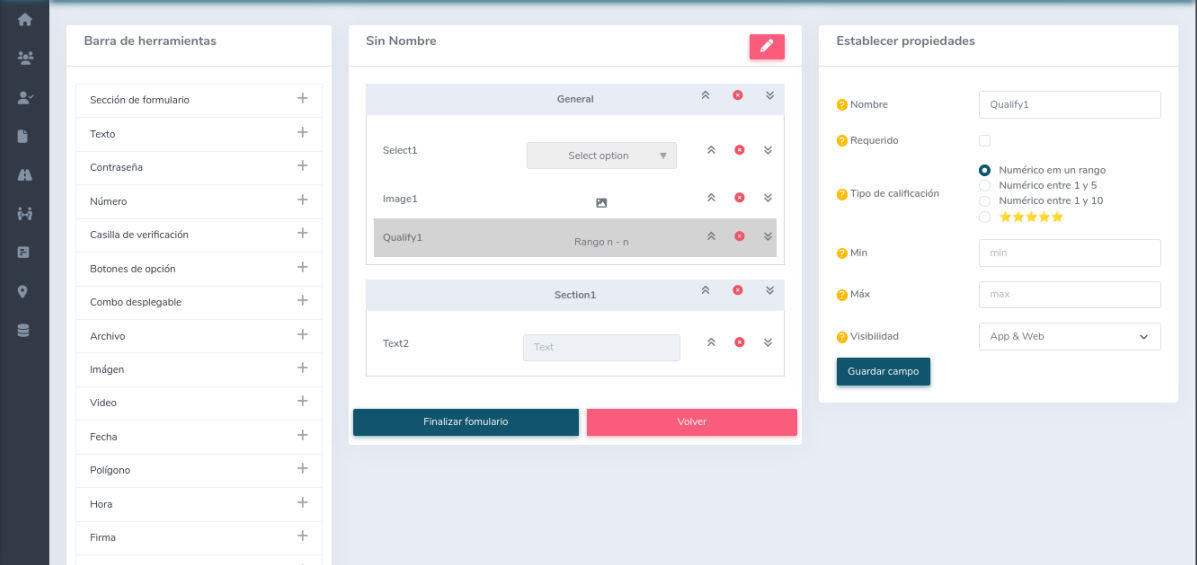 Barra de herramientas
Sección de formulario
Texto
Contraseña
Número
Casilla de verificación
Botones de opción
Combo desplegable
Archivo
Imágen
Video
Fecha
Polígono
Hora
Firma
Sin Nombre
General
Select1
Select option
Image1
Qualify1
Rango n - n
Section1
Text2
Text
Finalizar fomulario
Volver
Establecer propiedades
? Nombre
Qualify1
? Requerido
? Tipo de calificación
Numérico em un rango
Numérico entre 1 y 5
Numérico entre 1 y 10
? Min
min
? Máx
max
? Visibilidad
App & Web
Guardar campo